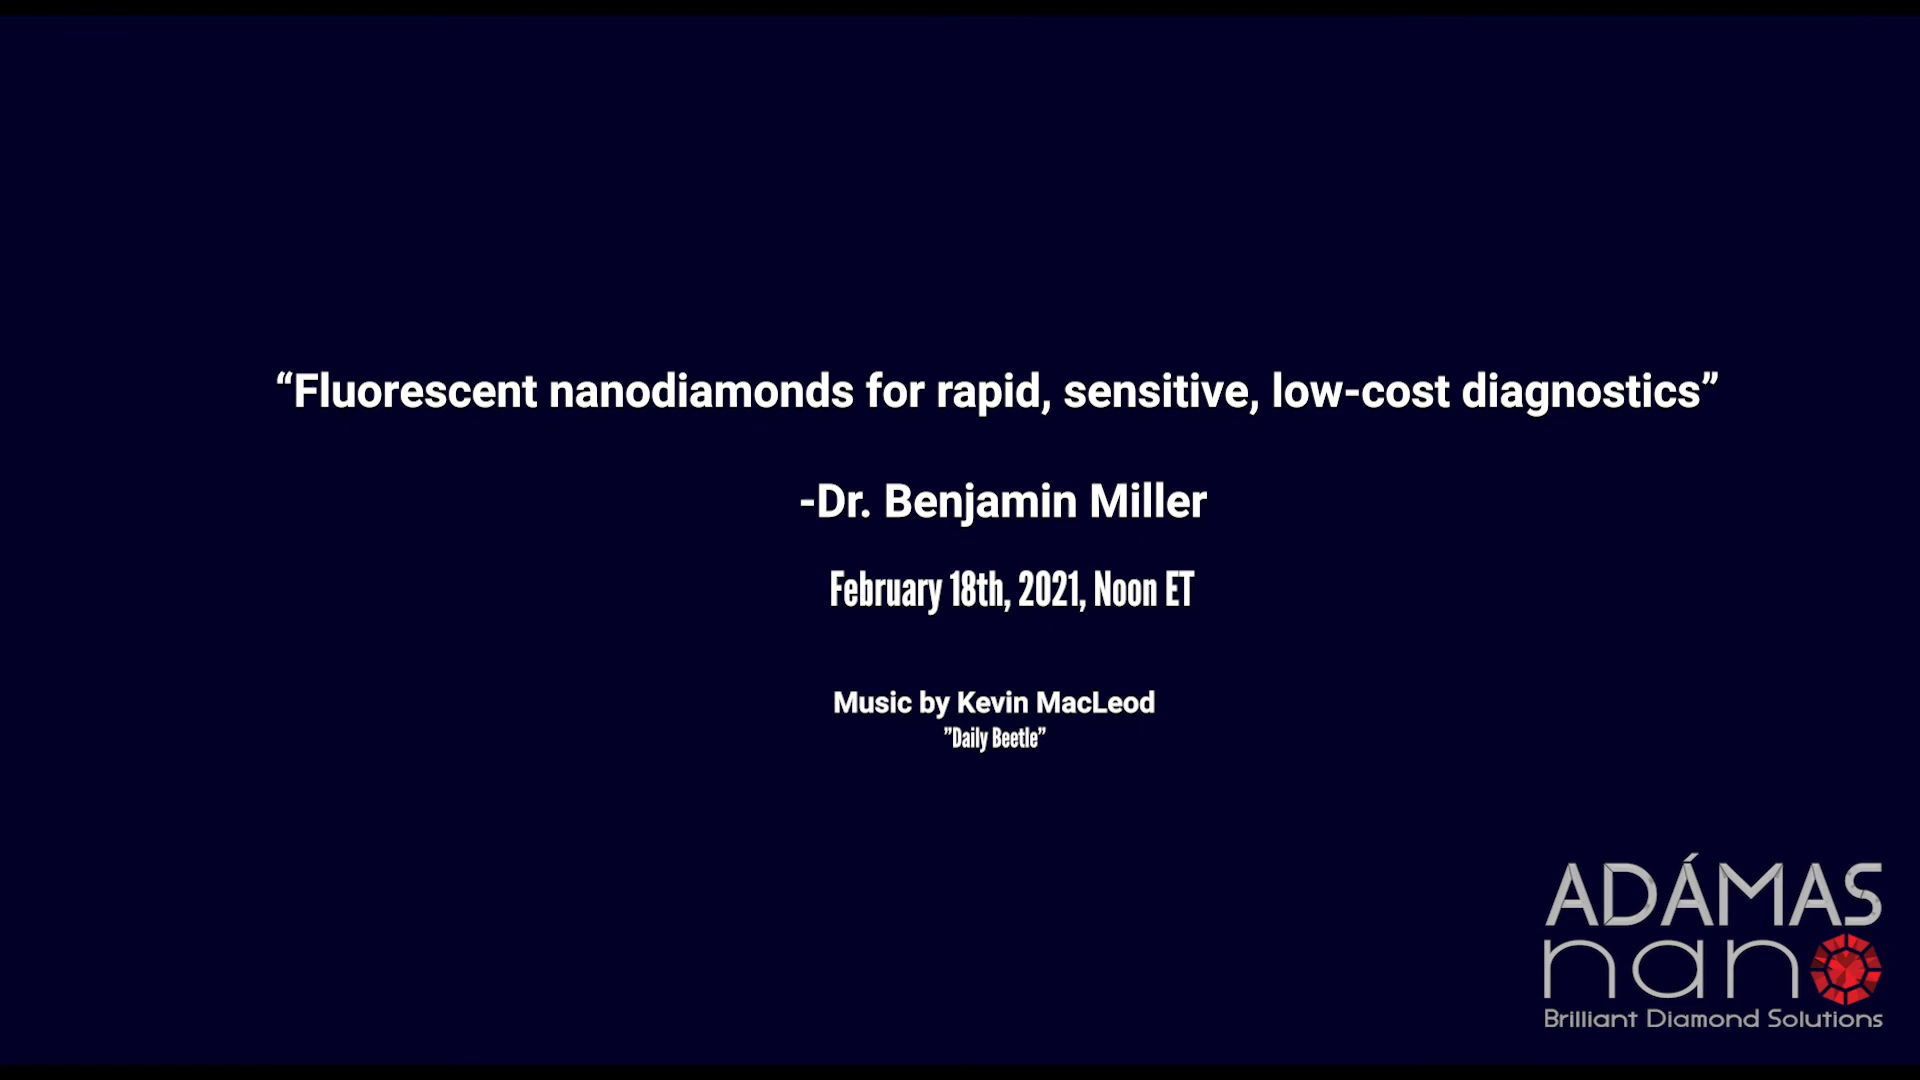 “Fluorescent nanodiamonds for rapid, sensitive, low-cost diagnostics”
-Dr. Benjamin Miller
February 18th, 2021, Noon ET
Music by Kevin MacLeod
”Daily Beetle”
ADÁMAS
nano
Brilliant Diamond Solutions